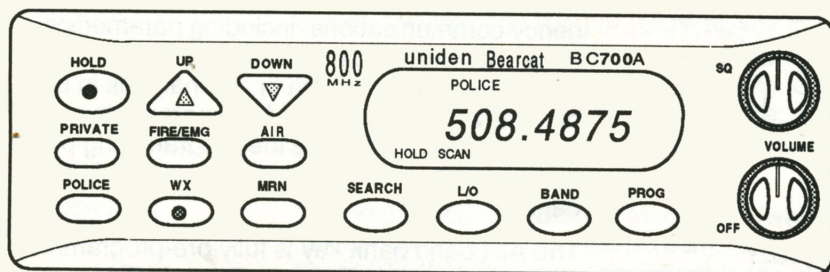 HOLD UP DOWN 800 MHz uniden Bearcat BC700A SQ
POLICE
508.4875
HOLD SCAN
PRIVATE FIRE/EMG AIR VOLUME
POLICE WX MRN SEARCH L/O BAND PROG
OFF